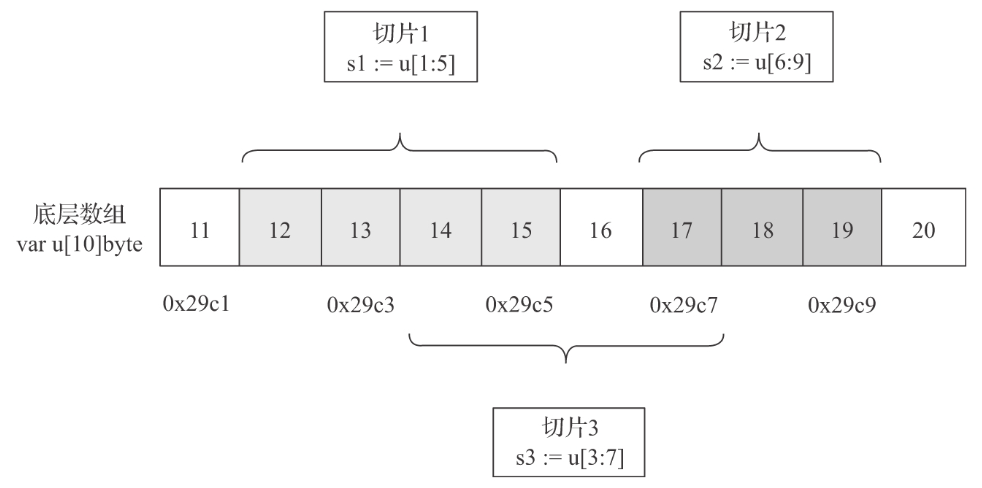 切片1
s1 := u[1:5]
切片2
s2 := u[6:9]
底层数组
var u[10]byte
11 12 13 14 15 16 17 18 19 20
0x29c1 0x29c3 0x29c5 0x29c7 0x29c9
切片3
s3 := u[3:7]